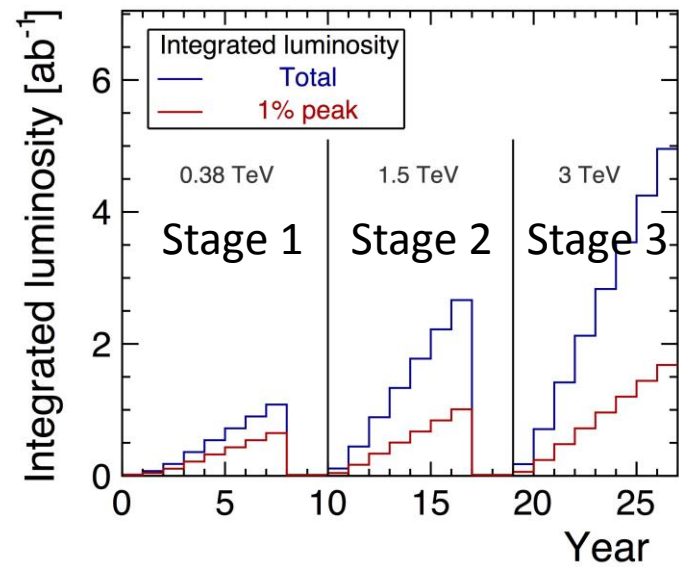 Integrated luminosity [ab⁻¹]
6
4
2
0
Integrated luminosity
Total
1% peak
0.38 TeV
1.5 TeV
3 TeV
Stage 1
Stage 2
Stage 3
0 5 10 15 20 25
Year